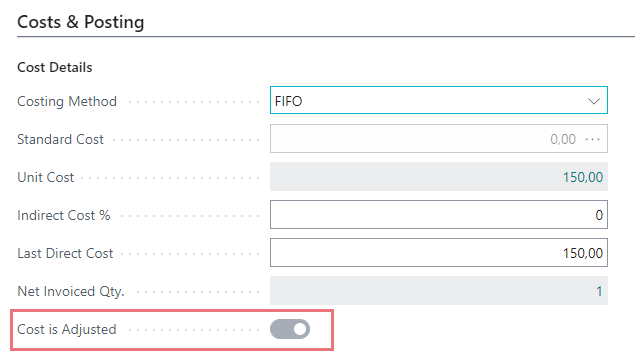 Costs & Posting
Cost Details
Costing Method FIFO
Standard Cost 0,00 ...
Unit Cost 150,00
Indirect Cost % 0
Last Direct Cost 150,00
Net Invoiced Qty. 1
Cost is Adjusted